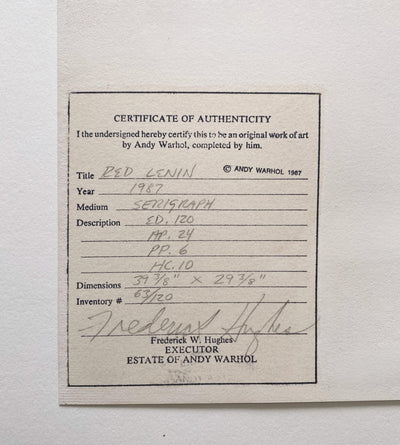 CERTIFICATE OF AUTHENTICITY
I the undersigned hereby certify this to be an original work of art
by Andy Warhol, completed by him.
Title RED LENIN © ANDY WARHOL 1987
Year 1987
Medium SERIGRAPH
Description ED. 120
AP. 24
PP. 6
HC. 10
Dimensions 39 3/8" x 29 3/8"
Inventory # 63/120
Frederick Hughes
Frederick W. Hughes
EXECUTOR
ESTATE OF ANDY WARHOL